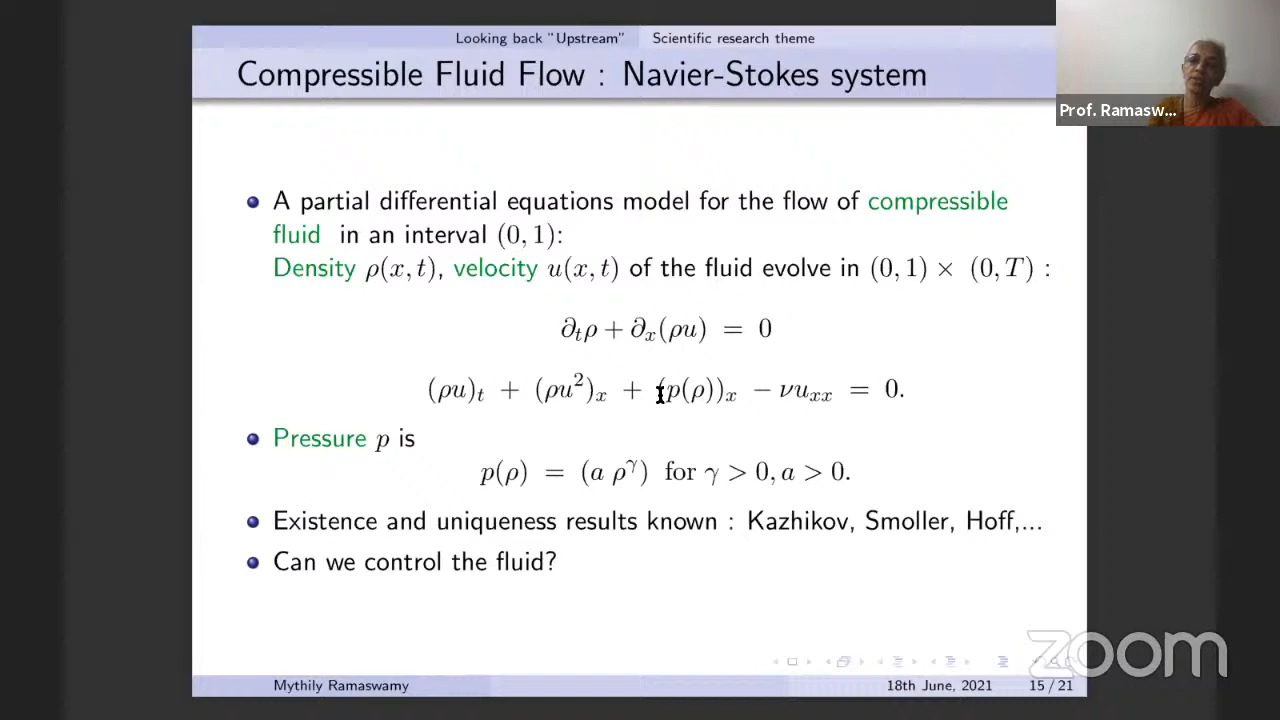 Looking back "Upstream" Scientific research theme
Compressible Fluid Flow : Navier-Stokes system
Prof. Ramasw...
A partial differential equations model for the flow of compressible
fluid in an interval (0, 1):
Density ρ(x, t), velocity u(x, t) of the fluid evolve in (0, 1) × (0, T) :
∂ₜρ + ∂ₓ(ρu) = 0
(ρu)ₜ + (ρu²)ₓ + (p(ρ))ₓ − νuₓₓ = 0.
Pressure p is
p(ρ) = (a ρ^γ) for γ > 0, a > 0.
Existence and uniqueness results known : Kazhikov, Smoller, Hoff,...
Can we control the fluid?
zoom
Mythily Ramaswamy 18th June, 2021 15 / 21